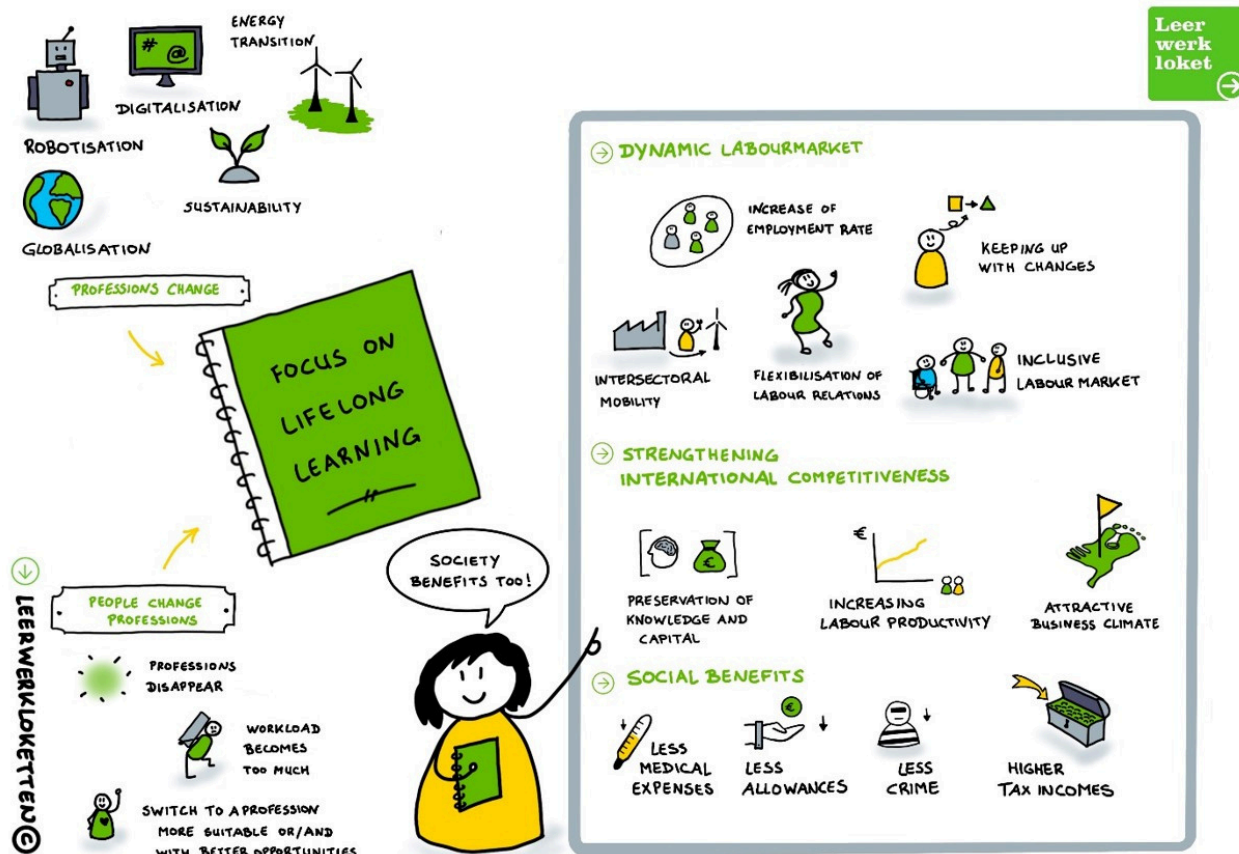 ENERGY
TRANSITION
DIGITALISATION
ROBOTISATION
SUSTAINABILITY
GLOBALISATION
PROFESSIONS CHANGE
FOCUS ON
LIFELONG
LEARNING
PEOPLE CHANGE
PROFESSIONS
PROFESSIONS
DISAPPEAR
WORKLOAD
BECOMES
TOO MUCH
SWITCH TO A PROFESSION
MORE SUITABLE OR/AND
WITH BETTER OPPORTUNITIES
LEERWERKLOKETTEN ©
SOCIETY
BENEFITS TOO!
Leer
werk
loket
DYNAMIC LABOURMARKET
INCREASE OF
EMPLOYMENT RATE
KEEPING UP
WITH CHANGES
INTERSECTORAL
MOBILITY
FLEXIBILISATION OF
LABOUR RELATIONS
INCLUSIVE
LABOUR MARKET
STRENGTHENING
INTERNATIONAL COMPETITIVENESS
€
PRESERVATION OF
KNOWLEDGE AND
CAPITAL
€
INCREASING
LABOUR PRODUCTIVITY
ATTRACTIVE
BUSINESS CLIMATE
SOCIAL BENEFITS
LESS
MEDICAL
EXPENSES
€
LESS
ALLOWANCES
LESS
CRIME
HIGHER
TAX INCOMES
# @